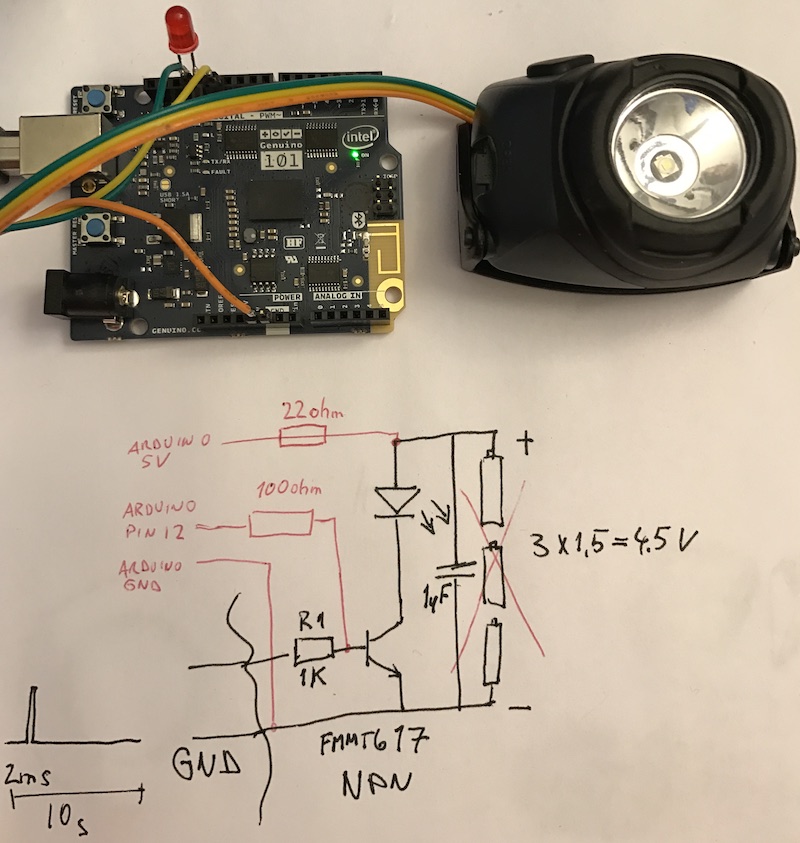 RESET
DIGITAL - PWM~
intel
Genuino
101
ON
TX/RX
FAULT
USB 1.5A
SHORT
ICSP
MASTER RES
POWER
ANALOG IN
GENUINO.CC
22ohm
ARDUINO
5V
+
100ohm
ARDUINO
PIN 12
3 x 1,5 = 4.5 V
ARDUINO
GND
1µF
R1
1K
-
GND
FMMT617
NPN
2ms
10s